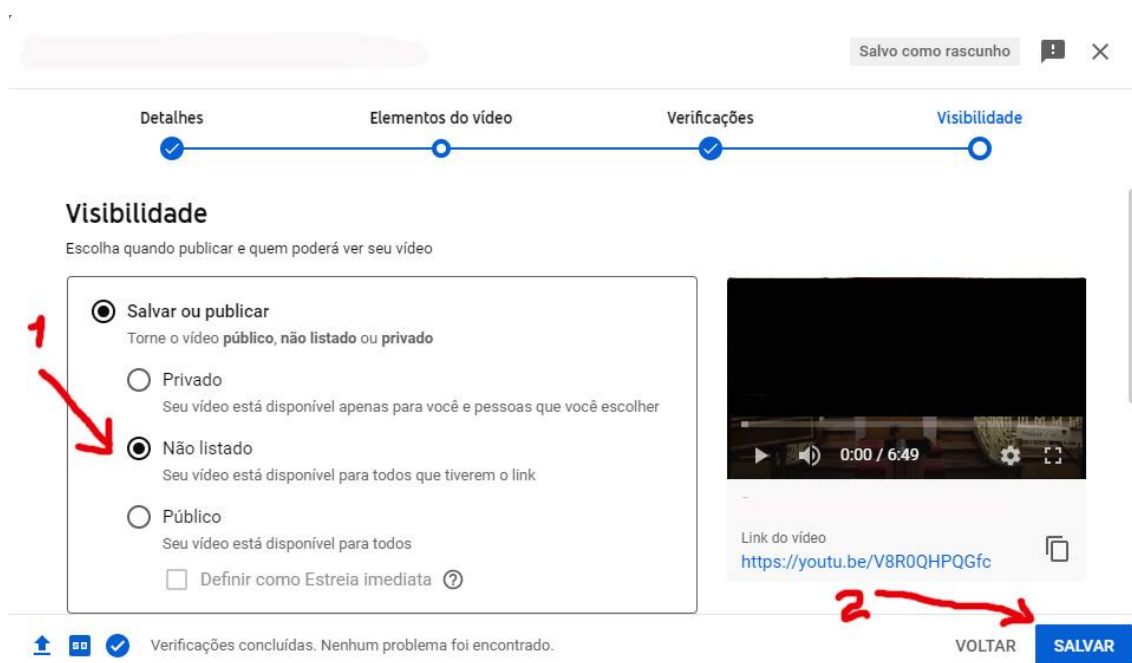 Salvo como rascunho
Detalhes
Elementos do vídeo
Verificações
Visibilidade
Visibilidade
Escolha quando publicar e quem poderá ver seu vídeo
1
Salvar ou publicar
Torne o vídeo público, não listado ou privado
Privado
Seu vídeo está disponível apenas para você e pessoas que você escolher
Não listado
Seu vídeo está disponível para todos que tiverem o link
Público
Seu vídeo está disponível para todos
Definir como Estreia imediata
0:00 / 6:49
Link do vídeo
https://youtu.be/V8R0QHPQGfc
2
SD
Verificações concluídas. Nenhum problema foi encontrado.
VOLTAR
SALVAR